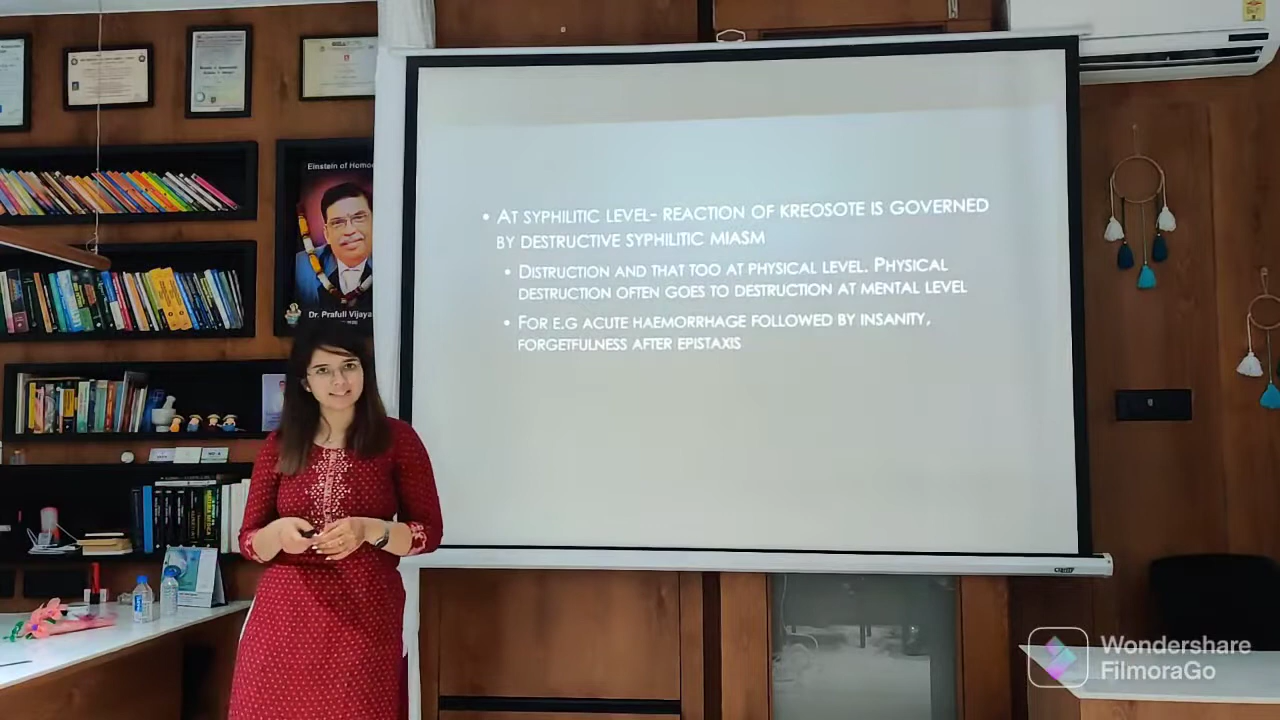 Einstein of Homoe
Dr. Prafull Vijaya
• AT SYPHILITIC LEVEL- REACTION OF KREOSOTE IS GOVERNED
BY DESTRUCTIVE SYPHILITIC MIASM
• DISTRUCTION AND THAT TOO AT PHYSICAL LEVEL. PHYSICAL
DESTRUCTION OFTEN GOES TO DESTRUCTION AT MENTAL LEVEL
• FOR E.G ACUTE HAEMORRHAGE FOLLOWED BY INSANITY,
FORGETFULNESS AFTER EPISTAXIS
Wondershare
FilmoraGo